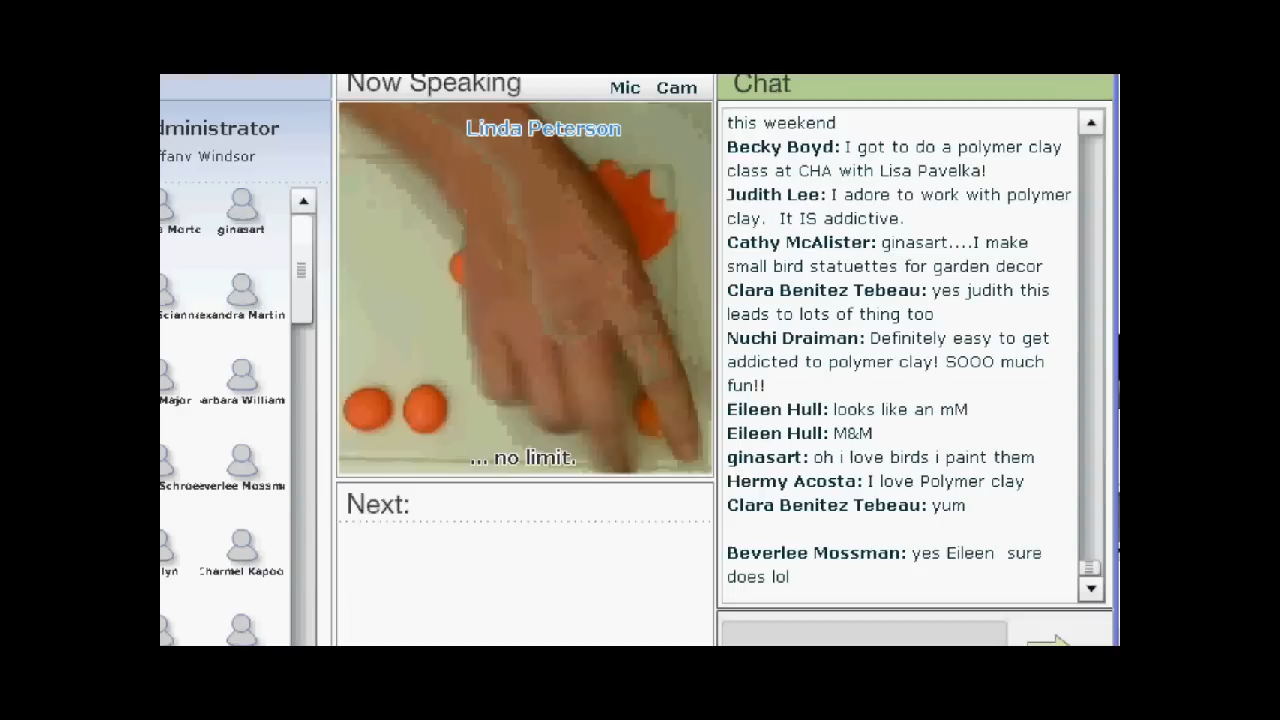 Now Speaking
Mic Cam
Chat
dministrator
ffany Windsor
ginasart
exandra Martin
Major
arbara William
lyn
Charmel Kapoo
Linda Peterson
... no limit.
Next:
this weekend
Becky Boyd: I got to do a polymer clay
class at CHA with Lisa Pavelka!
Judith Lee: I adore to work with polymer
clay. It IS addictive.
Cathy McAlister: ginasart....I make
small bird statuettes for garden decor
Clara Benitez Tebeau: yes judith this
leads to lots of thing too
Nuchi Draiman: Definitely easy to get
addicted to polymer clay! SOOO much
fun!!
Eileen Hull: looks like an mM
Eileen Hull: M&M
ginasart: oh i love birds i paint them
Hermy Acosta: I love Polymer clay
Clara Benitez Tebeau: yum
Beverlee Mossman: yes Eileen sure
does lol